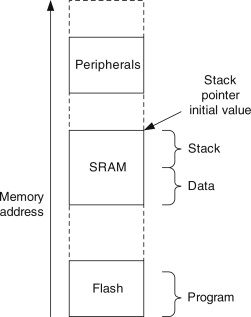 Peripherals
Stack
pointer
initial value
Stack
SRAM
Data
Memory
address
Flash
Program